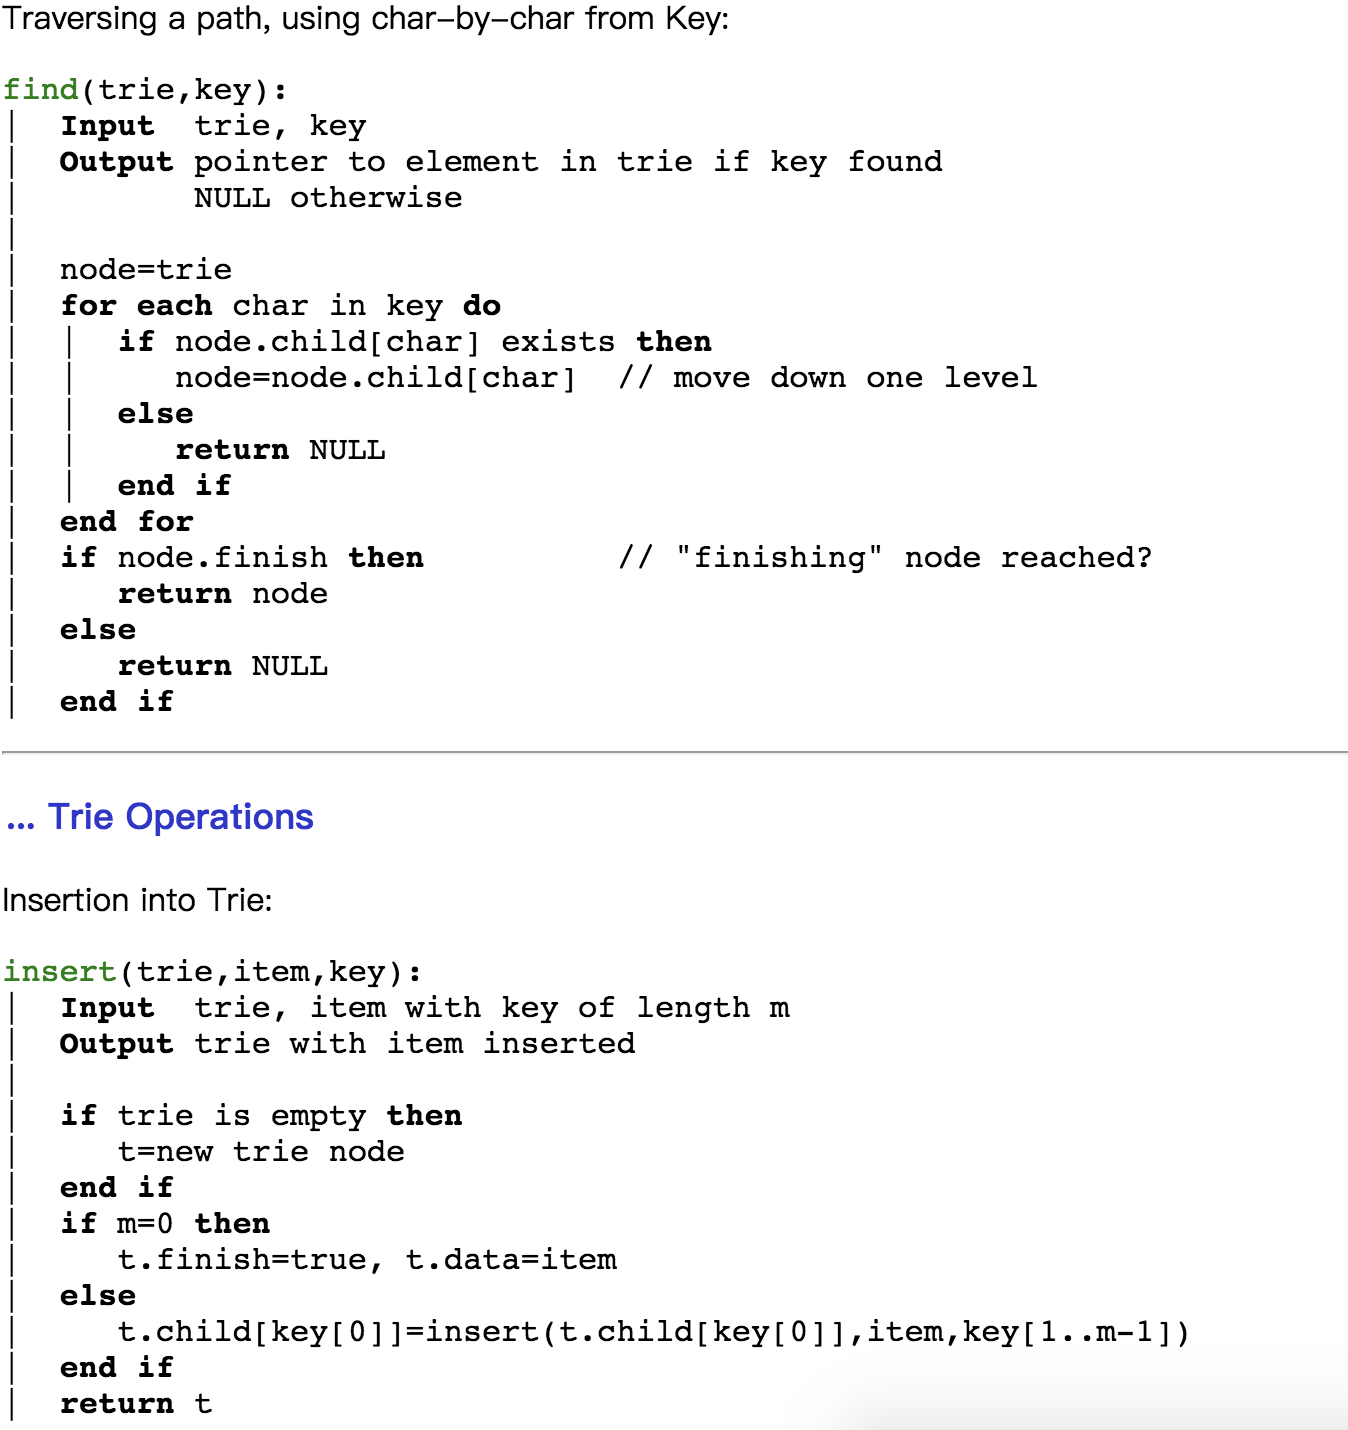 Traversing a path, using char–by–char from Key:
find(trie,key):
|  Input  trie, key
|  Output pointer to element in trie if key found
|         NULL otherwise
|
|  node=trie
|  for each char in key do
|  |  if node.child[char] exists then
|  |     node=node.child[char]  // move down one level
|  |  else
|  |     return NULL
|  |  end if
|  end for
|  if node.finish then          // "finishing" node reached?
|     return node
|  else
|     return NULL
|  end if
... Trie Operations
Insertion into Trie:
insert(trie,item,key):
|  Input  trie, item with key of length m
|  Output trie with item inserted
|
|  if trie is empty then
|     t=new trie node
|  end if
|  if m=0 then
|     t.finish=true, t.data=item
|  else
|     t.child[key[0]]=insert(t.child[key[0]],item,key[1..m-1])
|  end if
|  return t